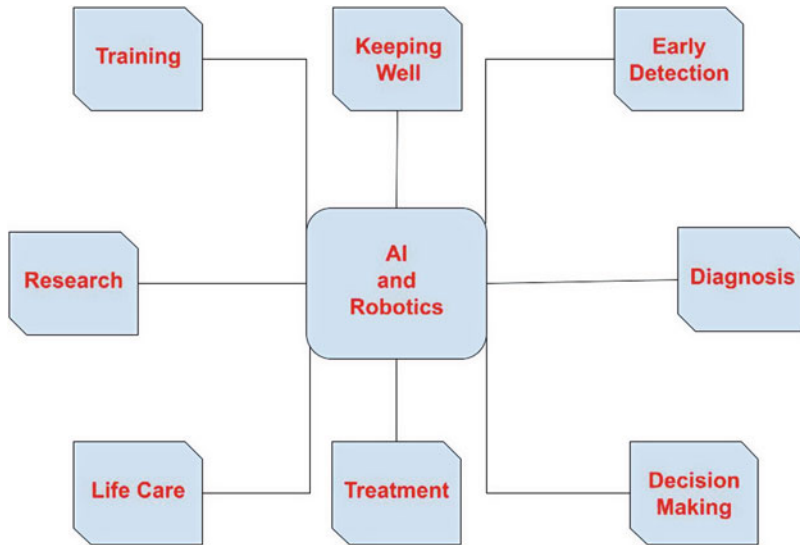 Training
Keeping
Well
Early
Detection
Research
AI
and
Robotics
Diagnosis
Life Care
Treatment
Decision
Making